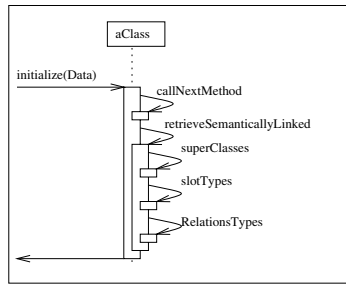 aClass
initialize(Data)
callNextMethod
retrieveSemanticallyLinked
superClasses
slotTypes
RelationsTypes